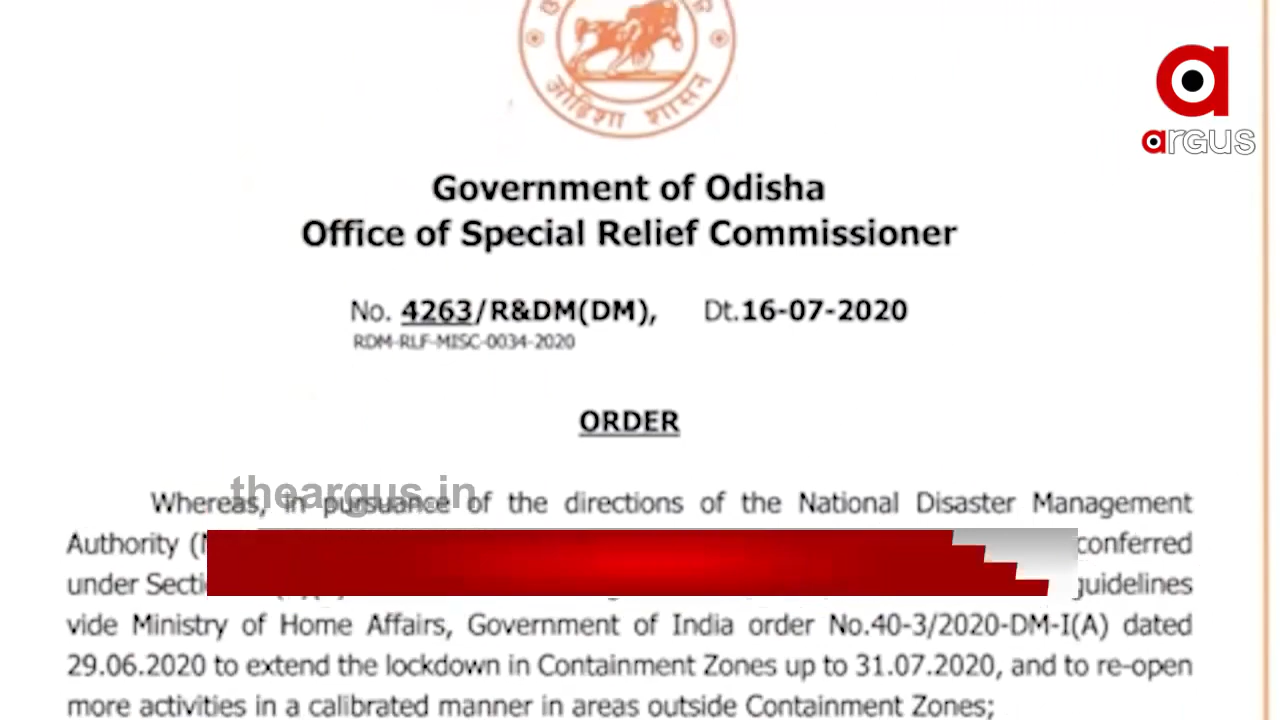 ओडिशा शासन
argus
Government of Odisha
Office of Special Relief Commissioner
No. 4263/R&DM(DM), Dt.16-07-2020
RDM-RLF-MISC-0034-2020
ORDER
theargus.in
Whereas, in pursuance of the directions of the National Disaster Management
Authority ( conferred
under guidelines
vide Ministry of Home Affairs, Government of India order No.40-3/2020-DM-I(A) dated
29.06.2020 to extend the lockdown in Containment Zones up to 31.07.2020, and to re-open
more activities in a calibrated manner in areas outside Containment Zones;